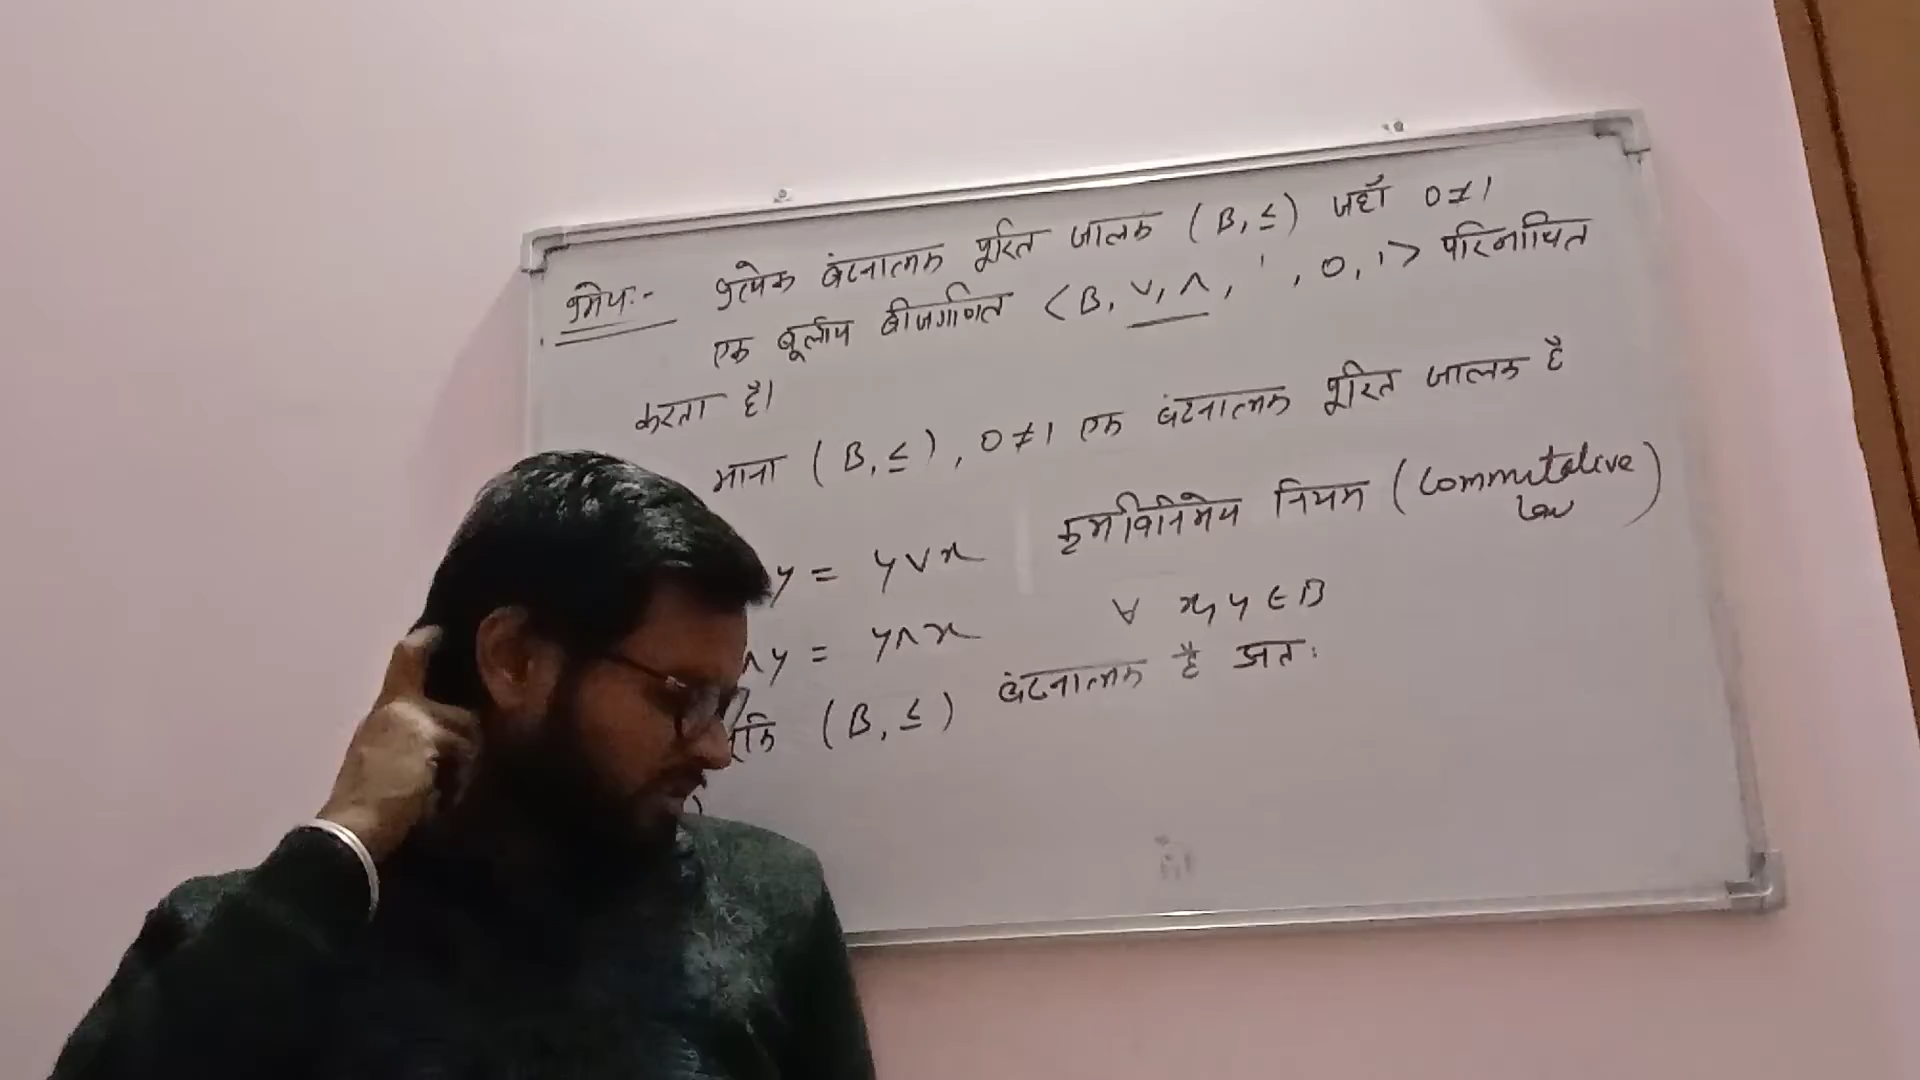 प्रमेय:- प्रत्येक बंटनात्मक पूरित जालक (B, ≤) जहाँ 0≠1
एक बूलीय बीजगणित <B, ∨, ∧, ', 0, 1> परिभाषित
करता है।
माना (B, ≤), 0≠1 एक बंटनात्मक पूरित जालक है
क्रमविनिमेय नियम (Commutative
law)
y = y∨x
∧y = y∧x ∀ x, y ∈ B
(B, ≤) बंटनात्मक है अत: